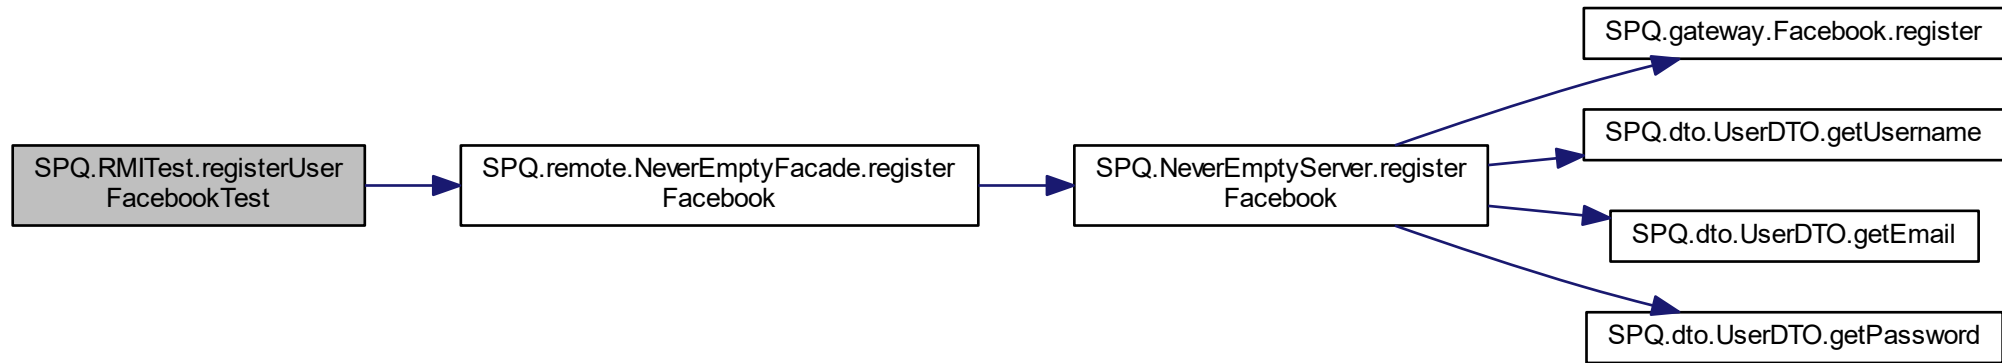 SPQ.RMITest.registerUser
FacebookTest
SPQ.remote.NeverEmptyFacade.register
Facebook
SPQ.NeverEmptyServer.register
Facebook
SPQ.gateway.Facebook.register
SPQ.dto.UserDTO.getUsername
SPQ.dto.UserDTO.getEmail
SPQ.dto.UserDTO.getPassword